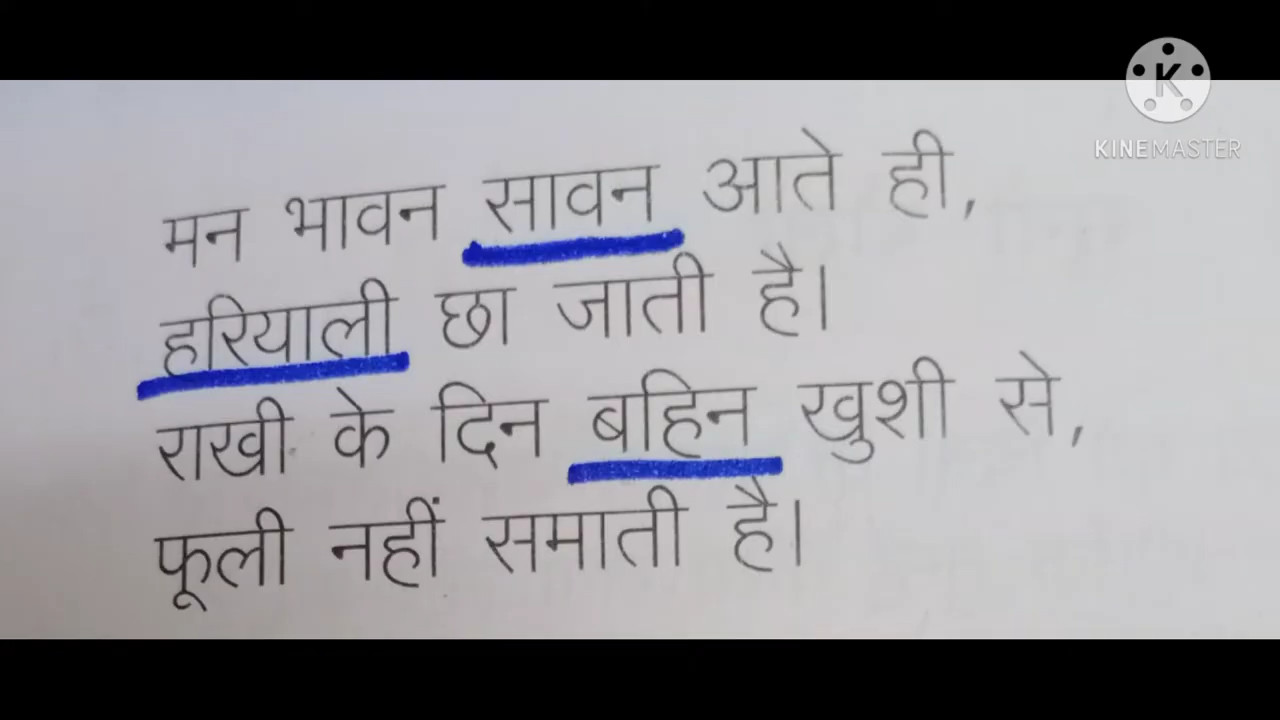 KINEMASTER
मन भावन सावन आते ही,
हरियाली छा जाती है।
राखी के दिन बहिन खुशी से,
फूली नहीं समाती है।